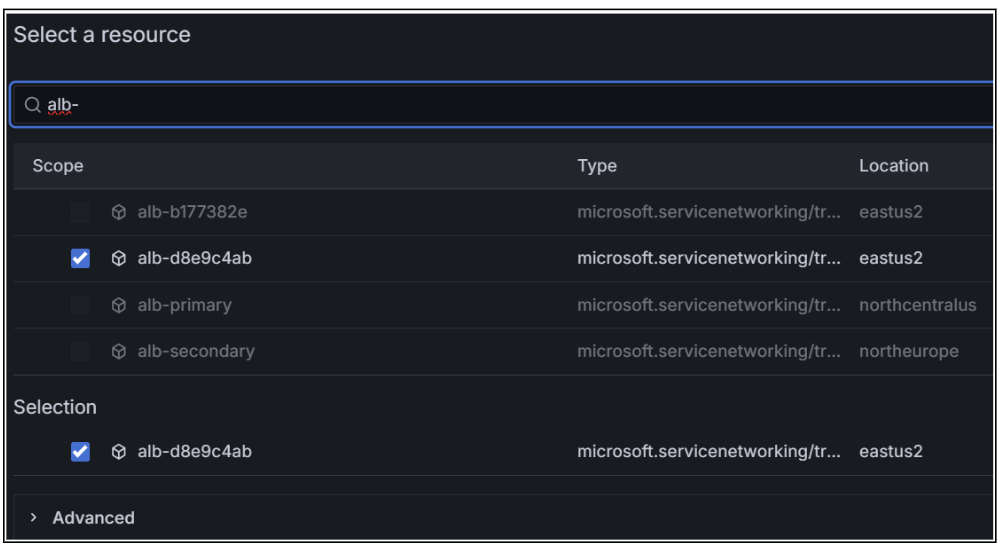 Select a resource
alb-
Scope Type Location
alb-b177382e microsoft.servicenetworking/tr... eastus2
alb-d8e9c4ab microsoft.servicenetworking/tr... eastus2
alb-primary microsoft.servicenetworking/tr... northcentralus
alb-secondary microsoft.servicenetworking/tr... northeurope
Selection
alb-d8e9c4ab microsoft.servicenetworking/tr... eastus2
Advanced